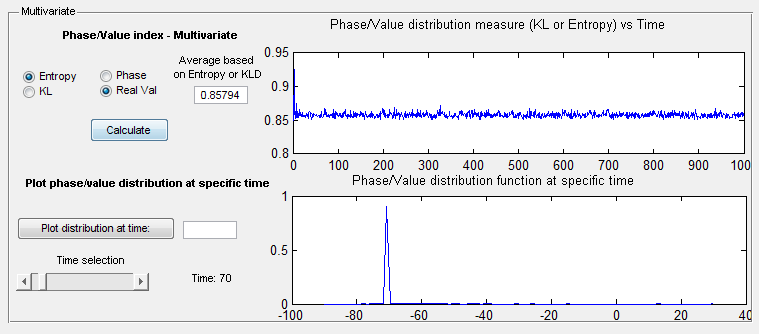 Multivariate
Phase/Value index - Multivariate
Average based
on Entropy or KLD
Entropy
Phase
KL
Real Val
0.85794
Calculate
Phase/Value distribution measure (KL or Entropy) vs Time
0.95
0.9
0.85
0.8
0 100 200 300 400 500 600 700 800 900 1000
Plot phase/value distribution at specific time
Plot distribution at time:
Time selection
Time: 70
Phase/Value distribution function at specific time
1
0.5
0
-100 -80 -60 -40 -20 0 20 40